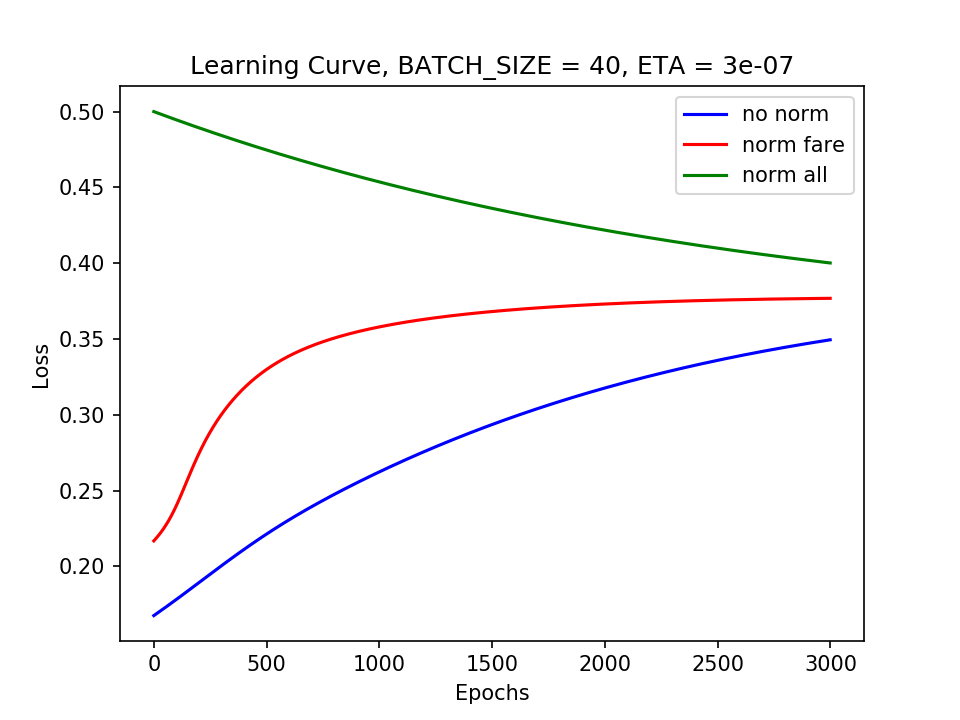 Learning Curve, BATCH_SIZE = 40, ETA = 3e-07
no norm
norm fare
norm all
Loss
0.50
0.45
0.40
0.35
0.30
0.25
0.20
0 500 1000 1500 2000 2500 3000
Epochs